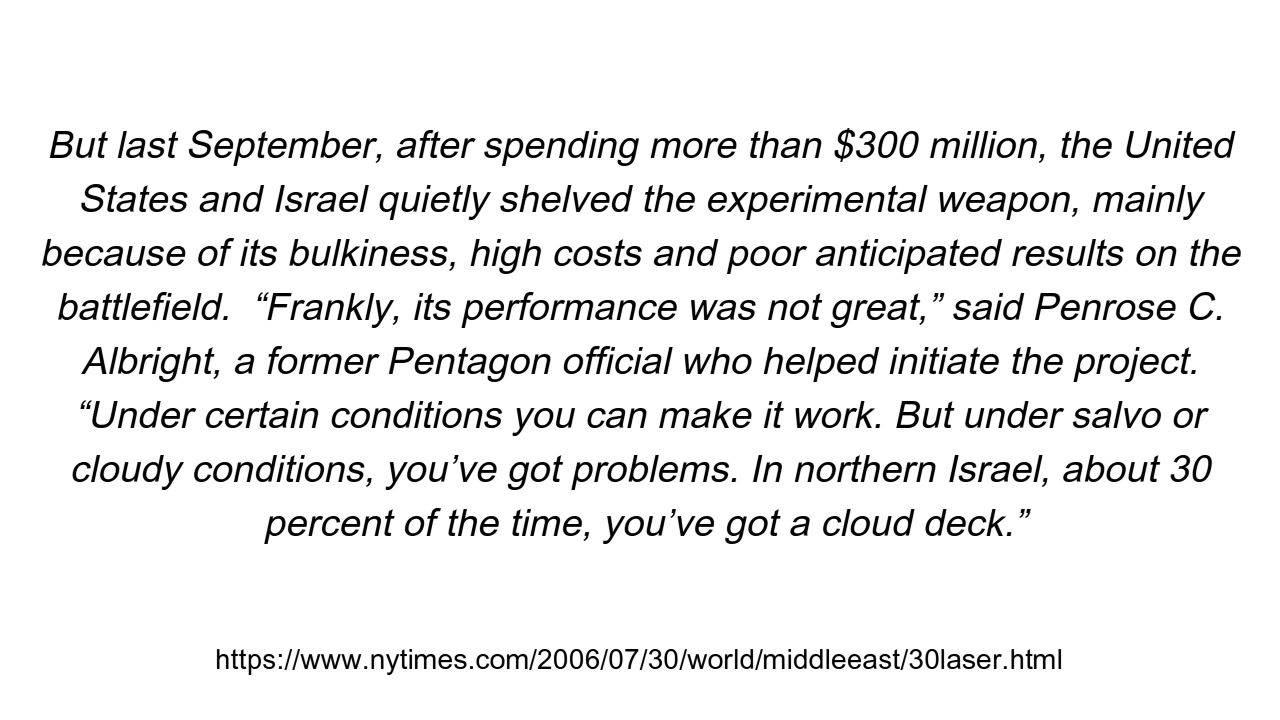 But last September, after spending more than $300 million, the United
States and Israel quietly shelved the experimental weapon, mainly
because of its bulkiness, high costs and poor anticipated results on the
battlefield.  “Frankly, its performance was not great,” said Penrose C.
Albright, a former Pentagon official who helped initiate the project.
“Under certain conditions you can make it work. But under salvo or
cloudy conditions, you’ve got problems. In northern Israel, about 30
percent of the time, you’ve got a cloud deck.”
https://www.nytimes.com/2006/07/30/world/middleeast/30laser.html